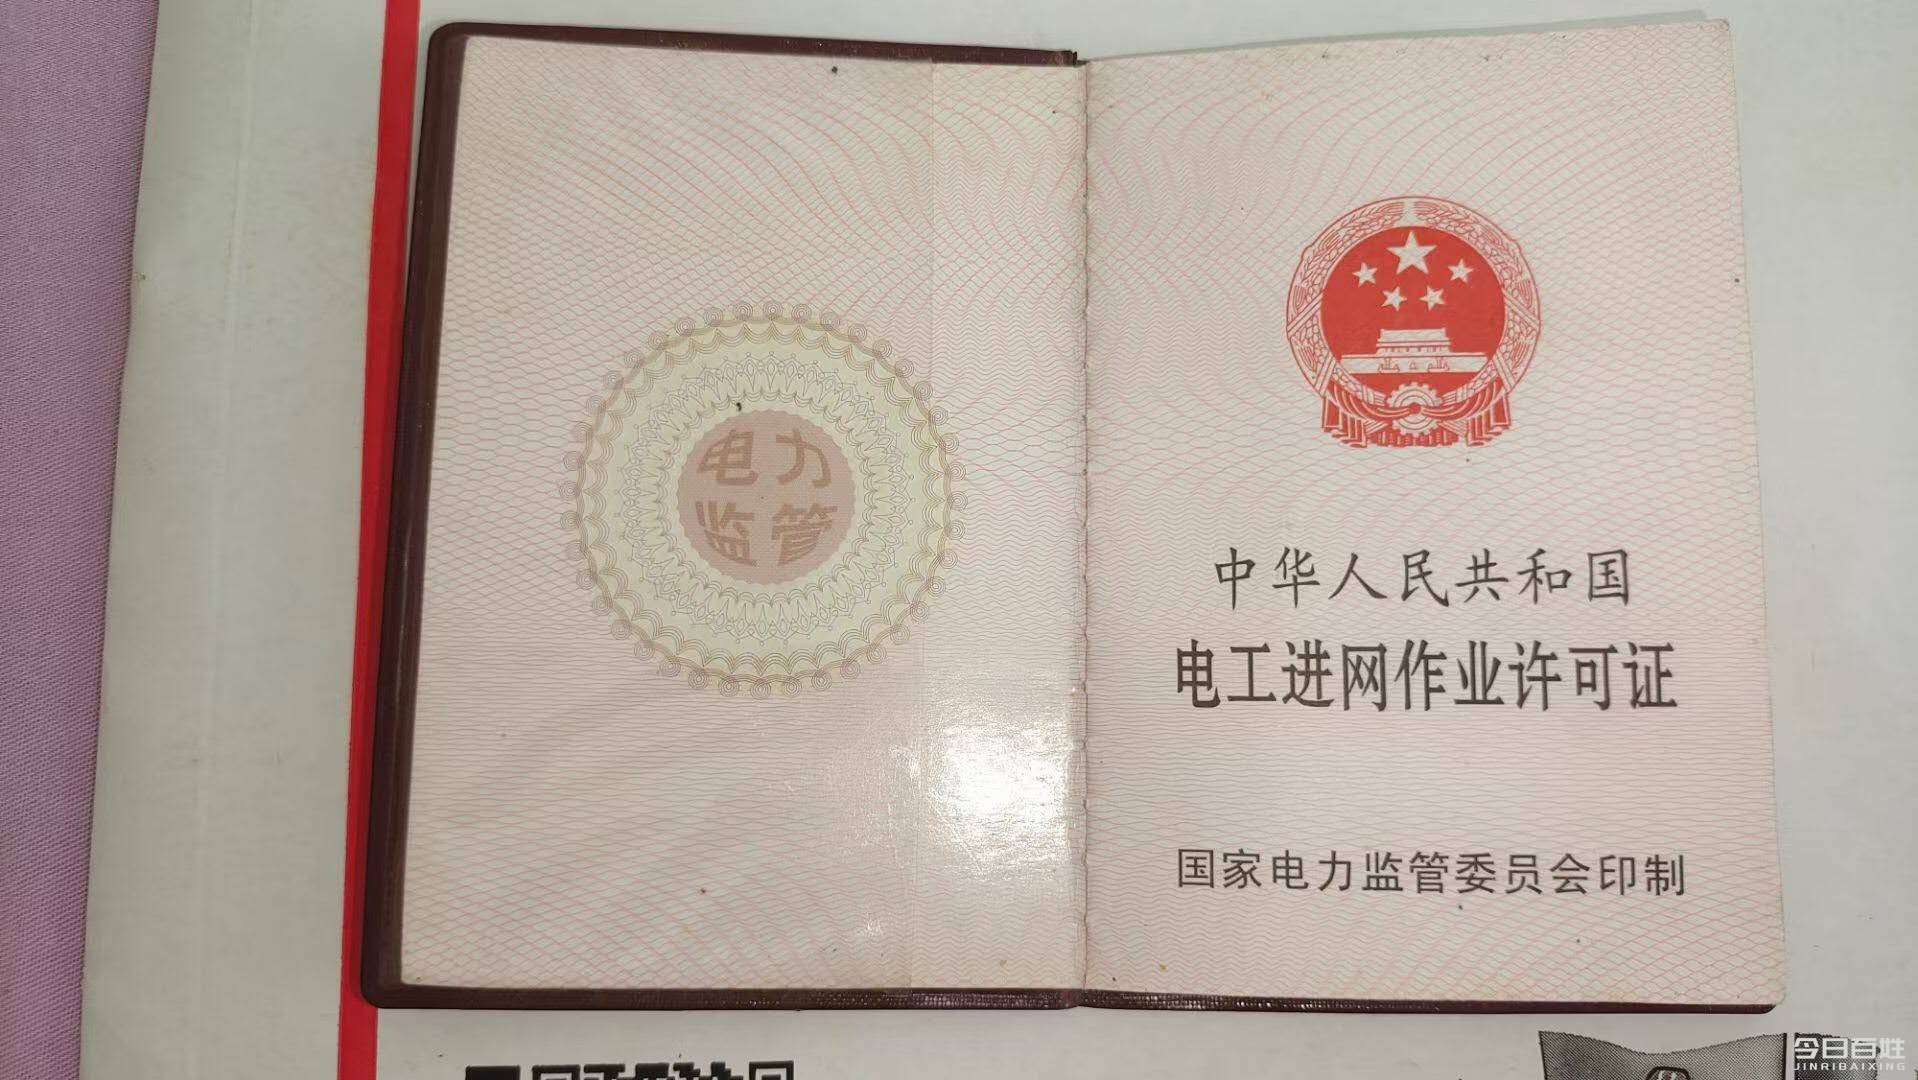 电力
监管
中华人民共和国
电工进网作业许可证
国家电力监管委员会印制
今日百姓
JINRIBAIXING